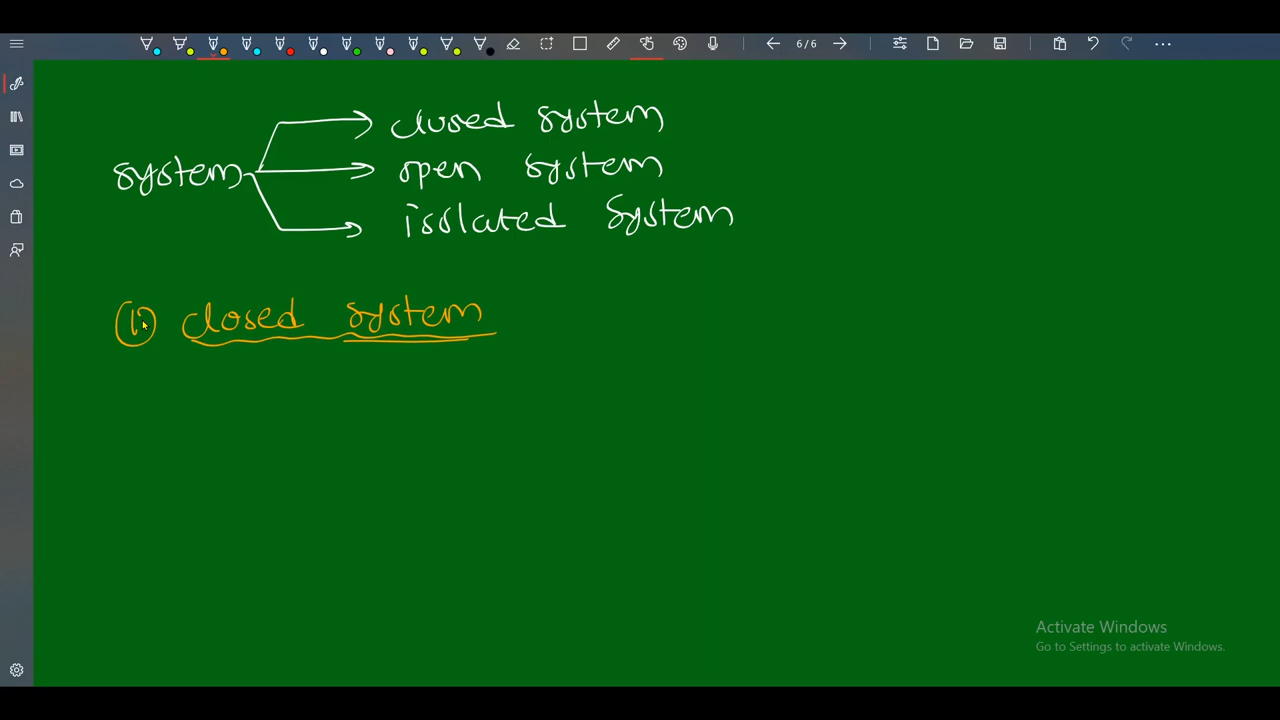 6/6
closed system
system
open system
isolated system
(1) closed system
Activate Windows
Go to Settings to activate Windows.